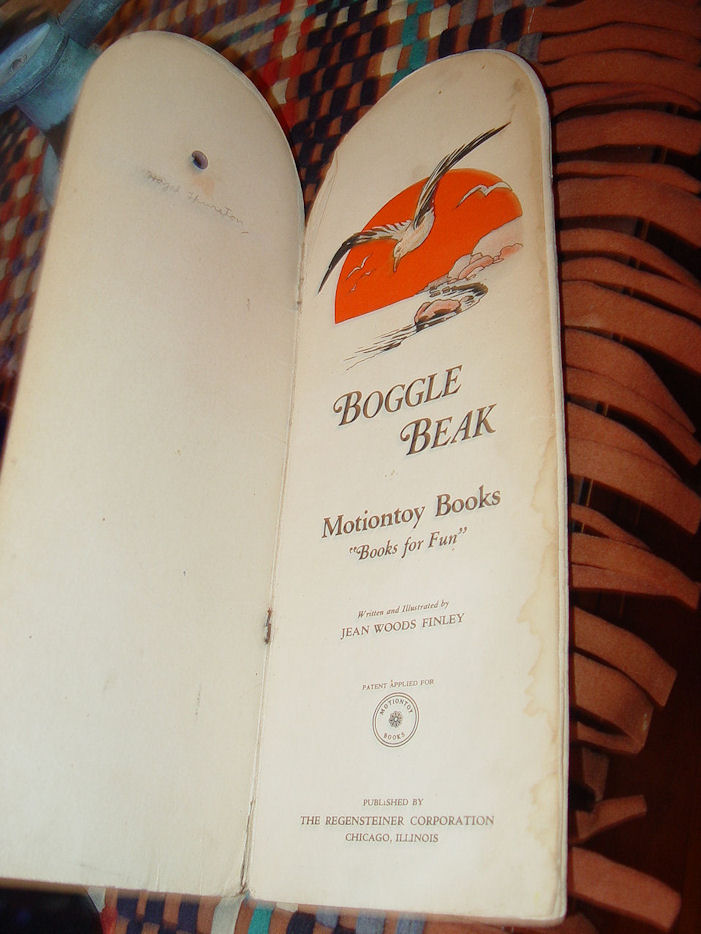 Thurston
BOGGLE
BEAK
Motiontoy Books
"Books for Fun"
Written and Illustrated by
JEAN WOODS FINLEY
PATENT APPLIED FOR
MOTIONTOY
BOOKS
PUBLISHED BY
THE REGENSTEINER CORPORATION
CHICAGO, ILLINOIS